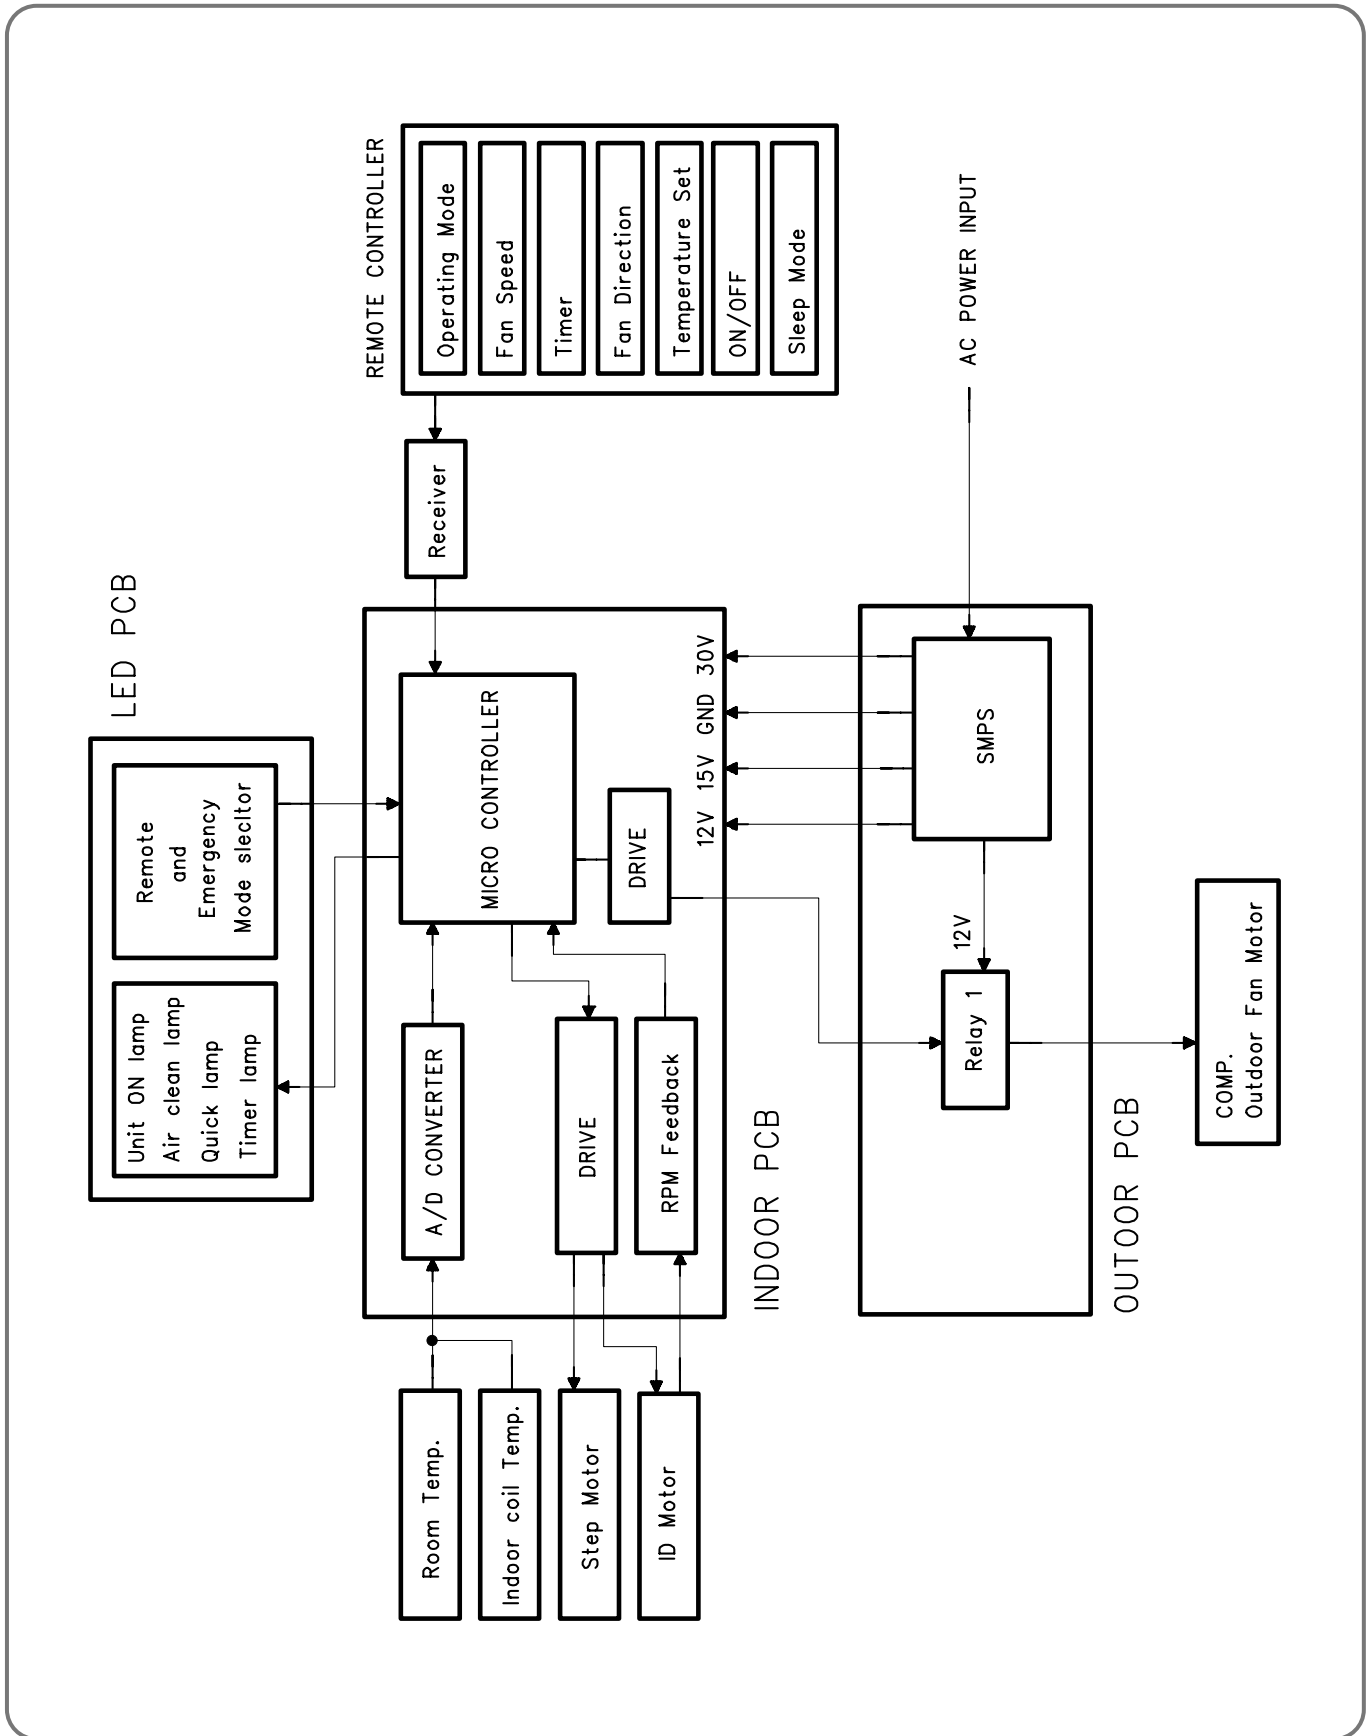 LED PCB
Unit ON lamp
Air clean lamp
Quick lamp
Timer lamp
Remote
and
Emergency
Mode slecltor
REMOTE CONTROLLER
Operating Mode
Fan Speed
Timer
Fan Direction
Temperature Set
ON/OFF
Sleep Mode
Receiver
Room Temp.
Indoor coil Temp.
Step Motor
ID Motor
A/D CONVERTER
MICRO CONTROLLER
DRIVE
RPM Feedback
DRIVE
12V 15V GND 30V
INDOOR PCB
AC POWER INPUT
Relay 1
12V
SMPS
OUTOOR PCB
COMP.
Outdoor Fan Motor